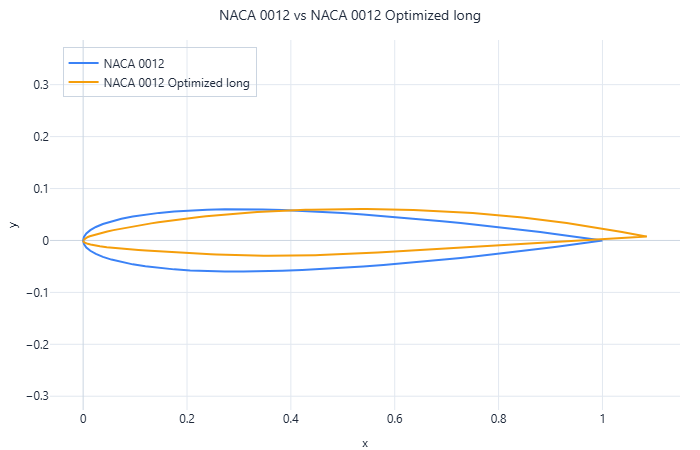 NACA 0012 vs NACA 0012 Optimized long
NACA 0012
NACA 0012 Optimized long
0.3
0.2
0.1
0
−0.1
−0.2
−0.3
y
0 0.2 0.4 0.6 0.8 1
x